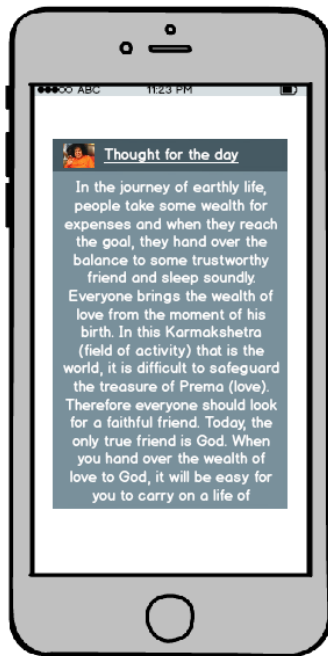 ABC 11:23 PM
Thought for the day
In the journey of earthly life,
people take some wealth for
expenses and when they reach
the goal, they hand over the
balance to some trustworthy
friend and sleep soundly.
Everyone brings the wealth of
love from the moment of his
birth. In this Karmakshetra
(field of activity) that is the
world, it is difficult to safeguard
the treasure of Prema (love).
Therefore everyone should look
for a faithful friend. Today, the
only true friend is God. When
you hand over the wealth of
love to God, it will be easy for
you to carry on a life of